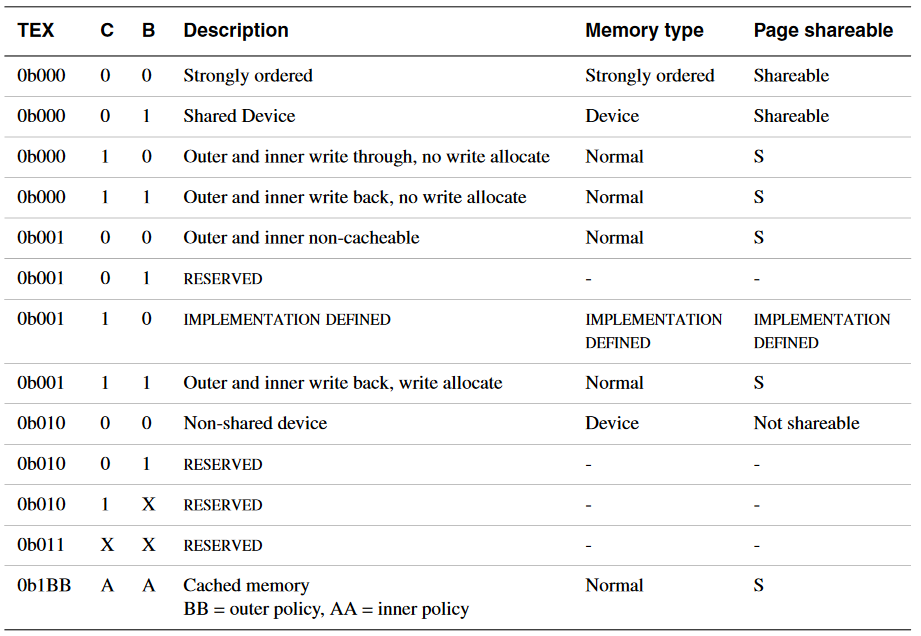 TEX C B Description Memory type Page shareable
0b000 0 0 Strongly ordered Strongly ordered Shareable
0b000 0 1 Shared Device Device Shareable
0b000 1 0 Outer and inner write through, no write allocate Normal S
0b000 1 1 Outer and inner write back, no write allocate Normal S
0b001 0 0 Outer and inner non-cacheable Normal S
0b001 0 1 RESERVED - -
0b001 1 0 IMPLEMENTATION DEFINED IMPLEMENTATION IMPLEMENTATION
DEFINED DEFINED
0b001 1 1 Outer and inner write back, write allocate Normal S
0b010 0 0 Non-shared device Device Not shareable
0b010 0 1 RESERVED - -
0b010 1 X RESERVED - -
0b011 X X RESERVED - -
0b1BB A A Cached memory Normal S
BB = outer policy, AA = inner policy